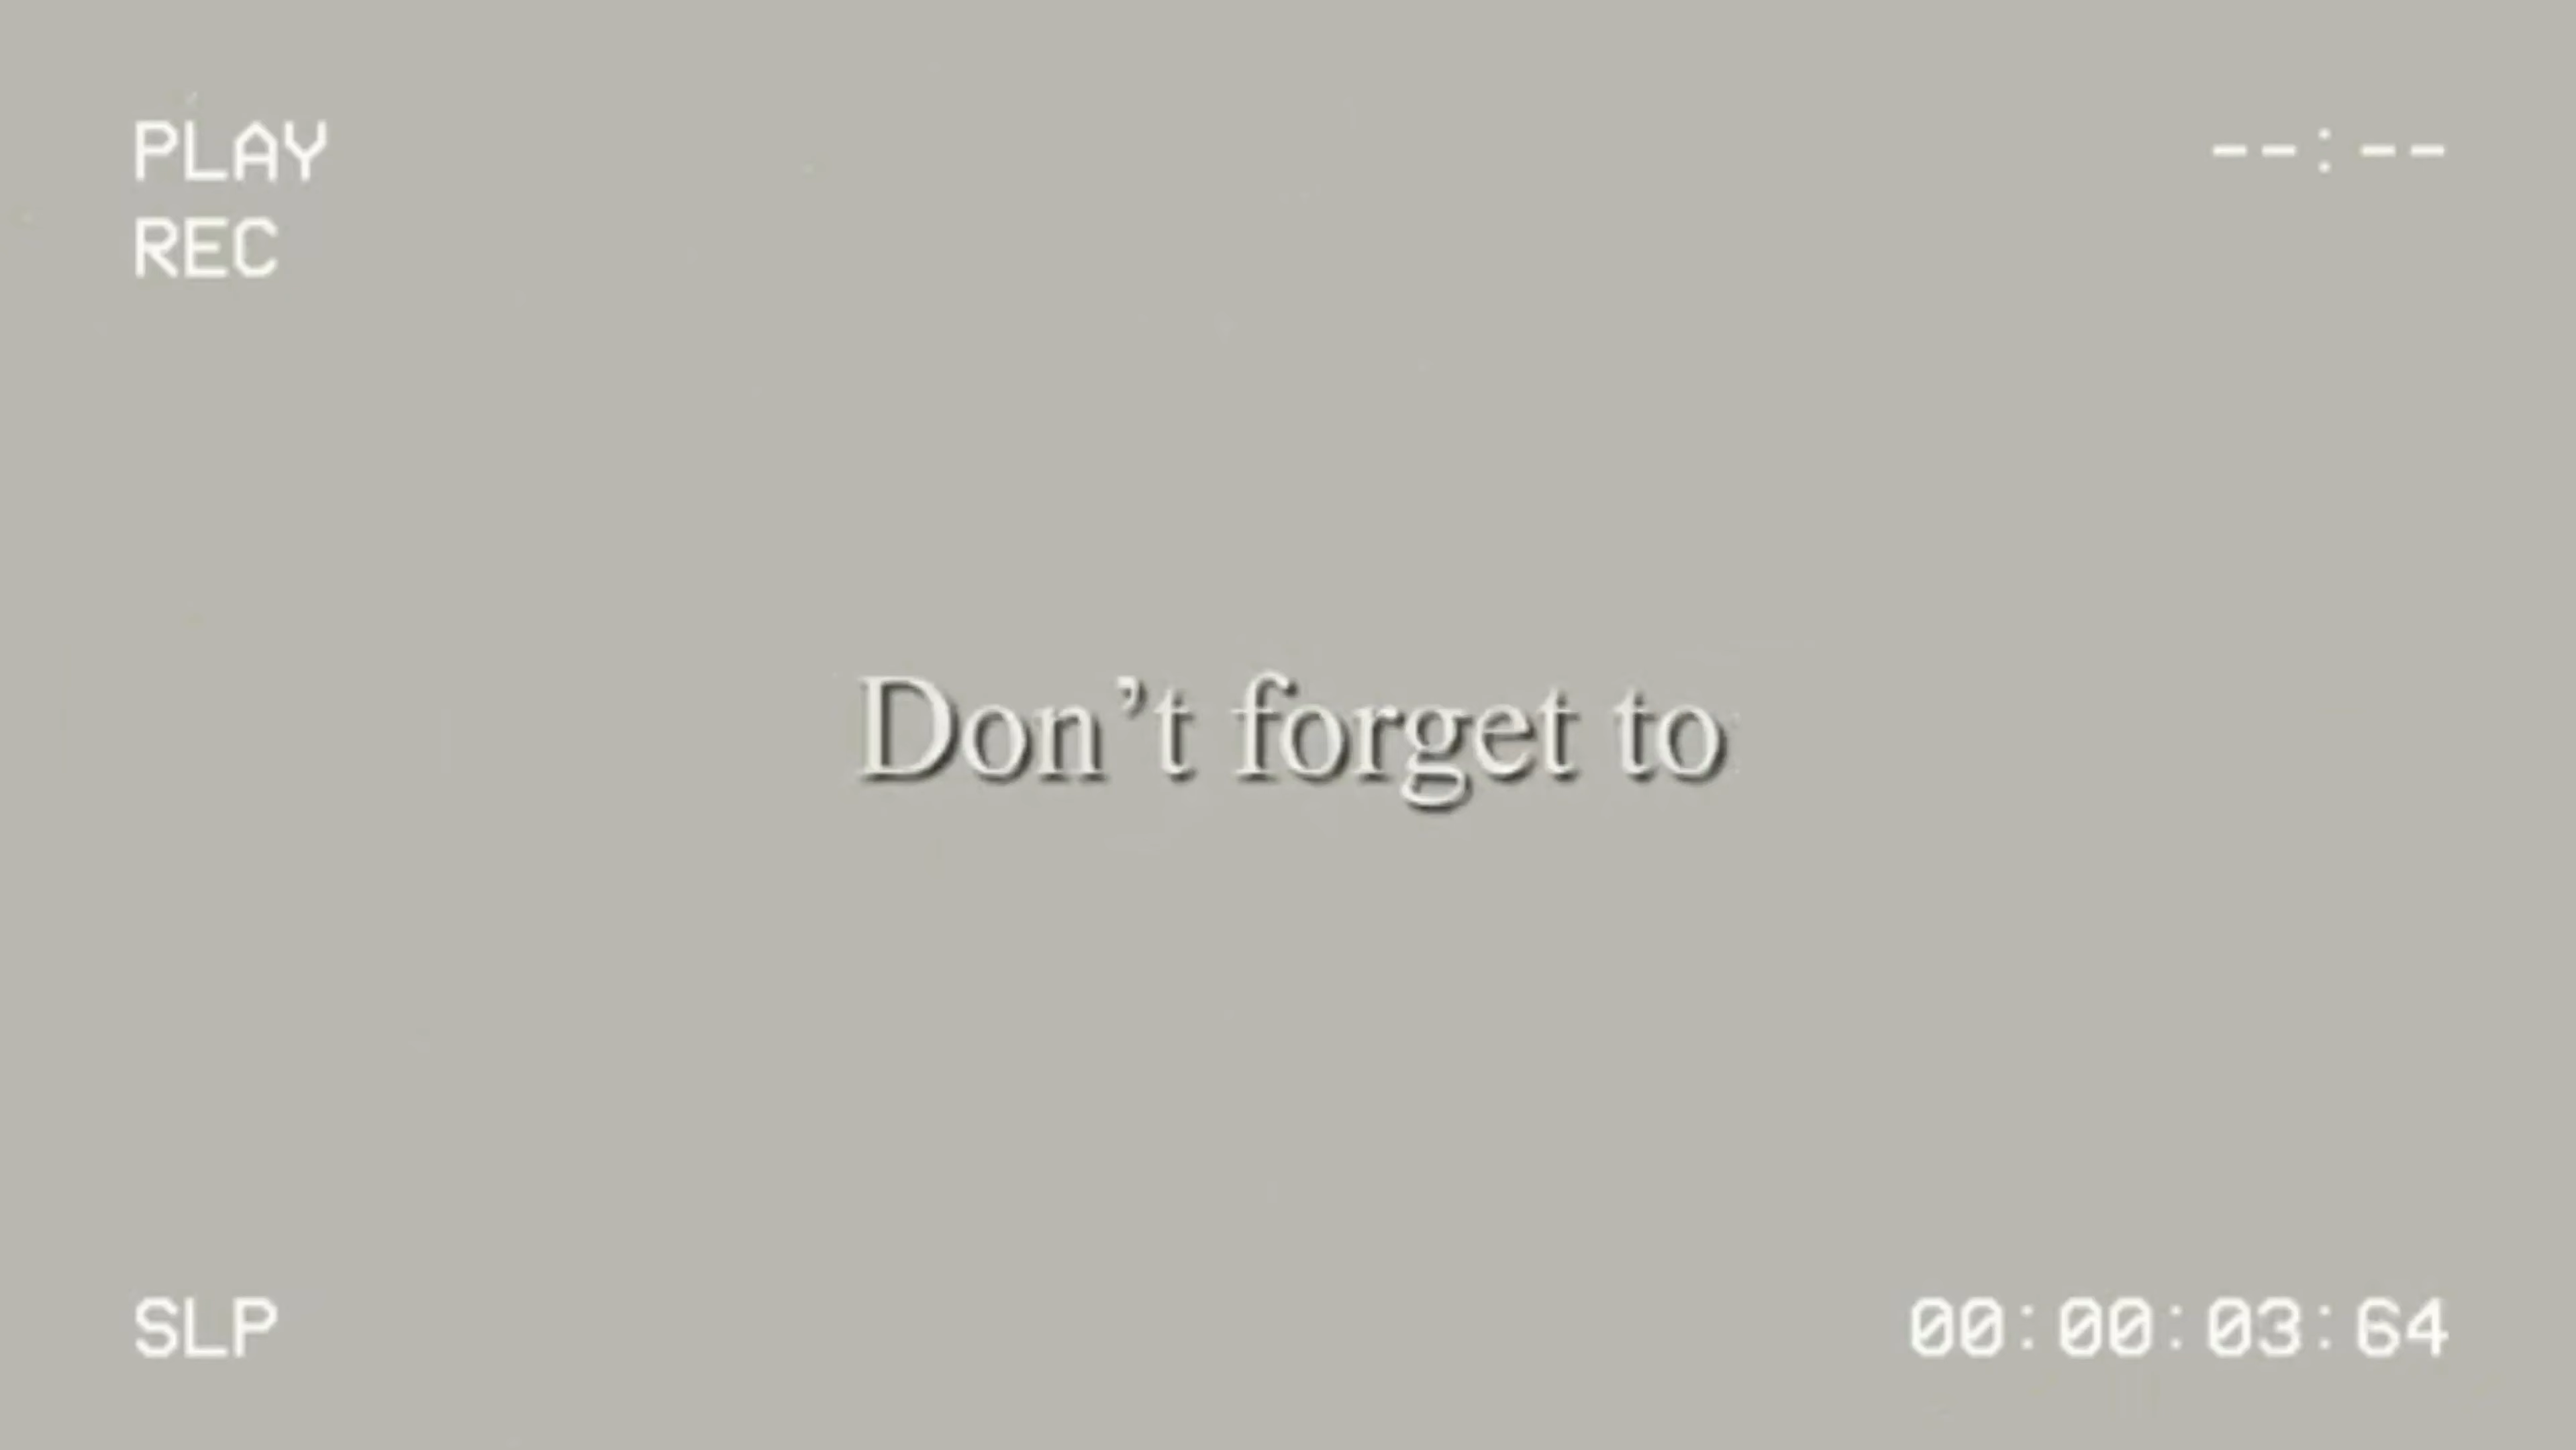 PLAY
--:--
REC
Don’t forget to
SLP
00:00:03:64